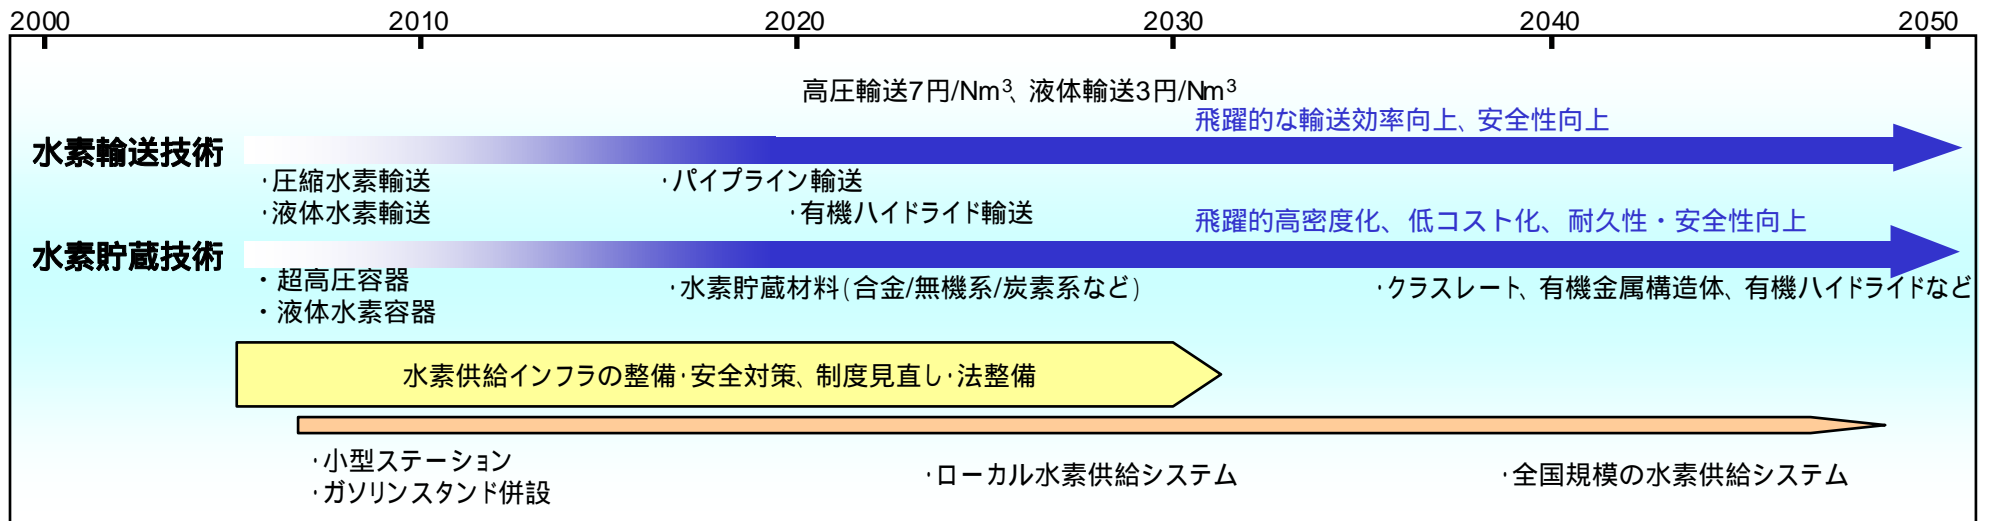 2000 2010 2020 2030 2040 2050
高圧輸送7円/Nm³、液体輸送3円/Nm³
飛躍的な輸送効率向上、安全性向上
水素輸送技術
・圧縮水素輸送
・パイプライン輸送
・液体水素輸送
・有機ハイドライド輸送
飛躍的高密度化、低コスト化、耐久性・安全性向上
水素貯蔵技術
・超高圧容器
・水素貯蔵材料(合金/無機系/炭素系など)
・クラスレート、有機金属構造体、有機ハイドライドなど
・液体水素容器
水素供給インフラの整備・安全対策、制度見直し・法整備
・小型ステーション
・ガソリンスタンド併設
・ローカル水素供給システム
・全国規模の水素供給システム